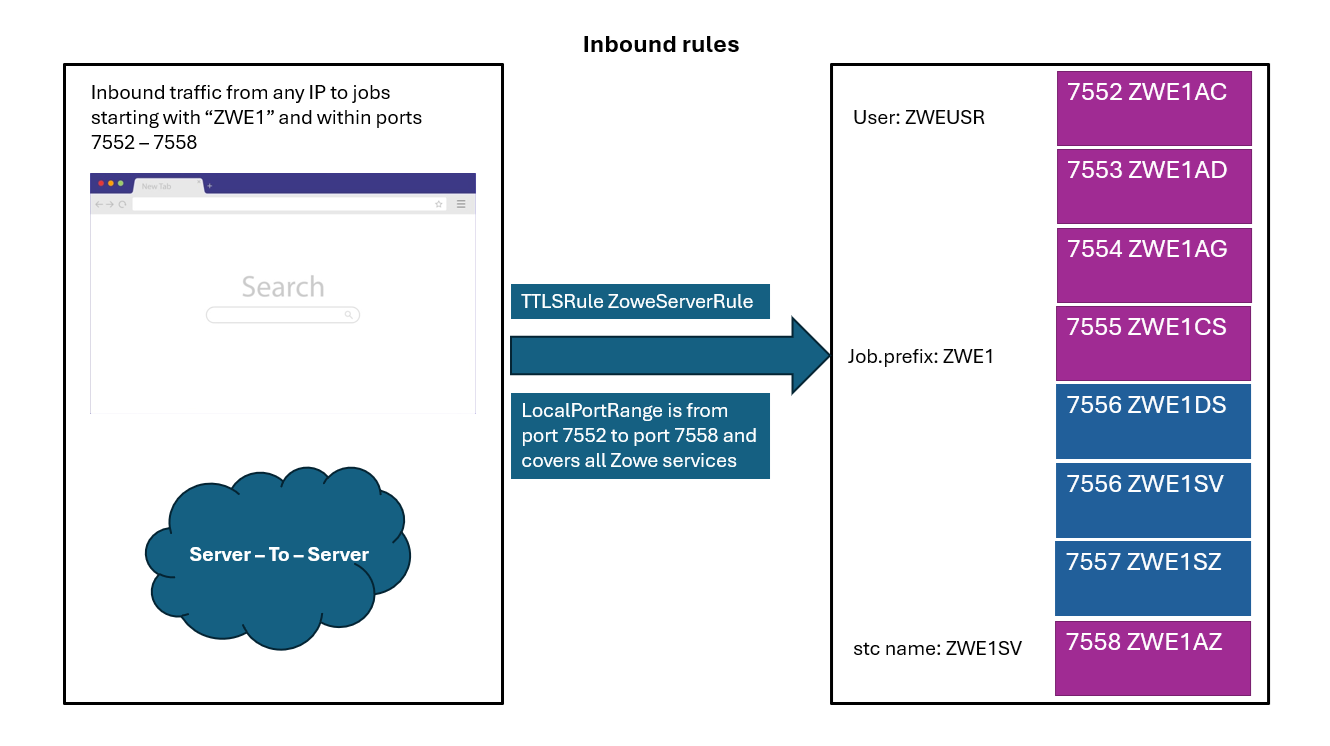 Inbound rules
Inbound traffic from any IP to jobs
starting with “ZWE1” and within ports
7552 – 7558
New Tab
Search
Server – To – Server
TTLSRule ZoweServerRule
LocalPortRange is from
port 7552 to port 7558 and
covers all Zowe services
User: ZWEUSR
Job.prefix: ZWE1
stc name: ZWE1SV
7552 ZWE1AC
7553 ZWE1AD
7554 ZWE1AG
7555 ZWE1CS
7556 ZWE1DS
7556 ZWE1SV
7557 ZWE1SZ
7558 ZWE1AZ